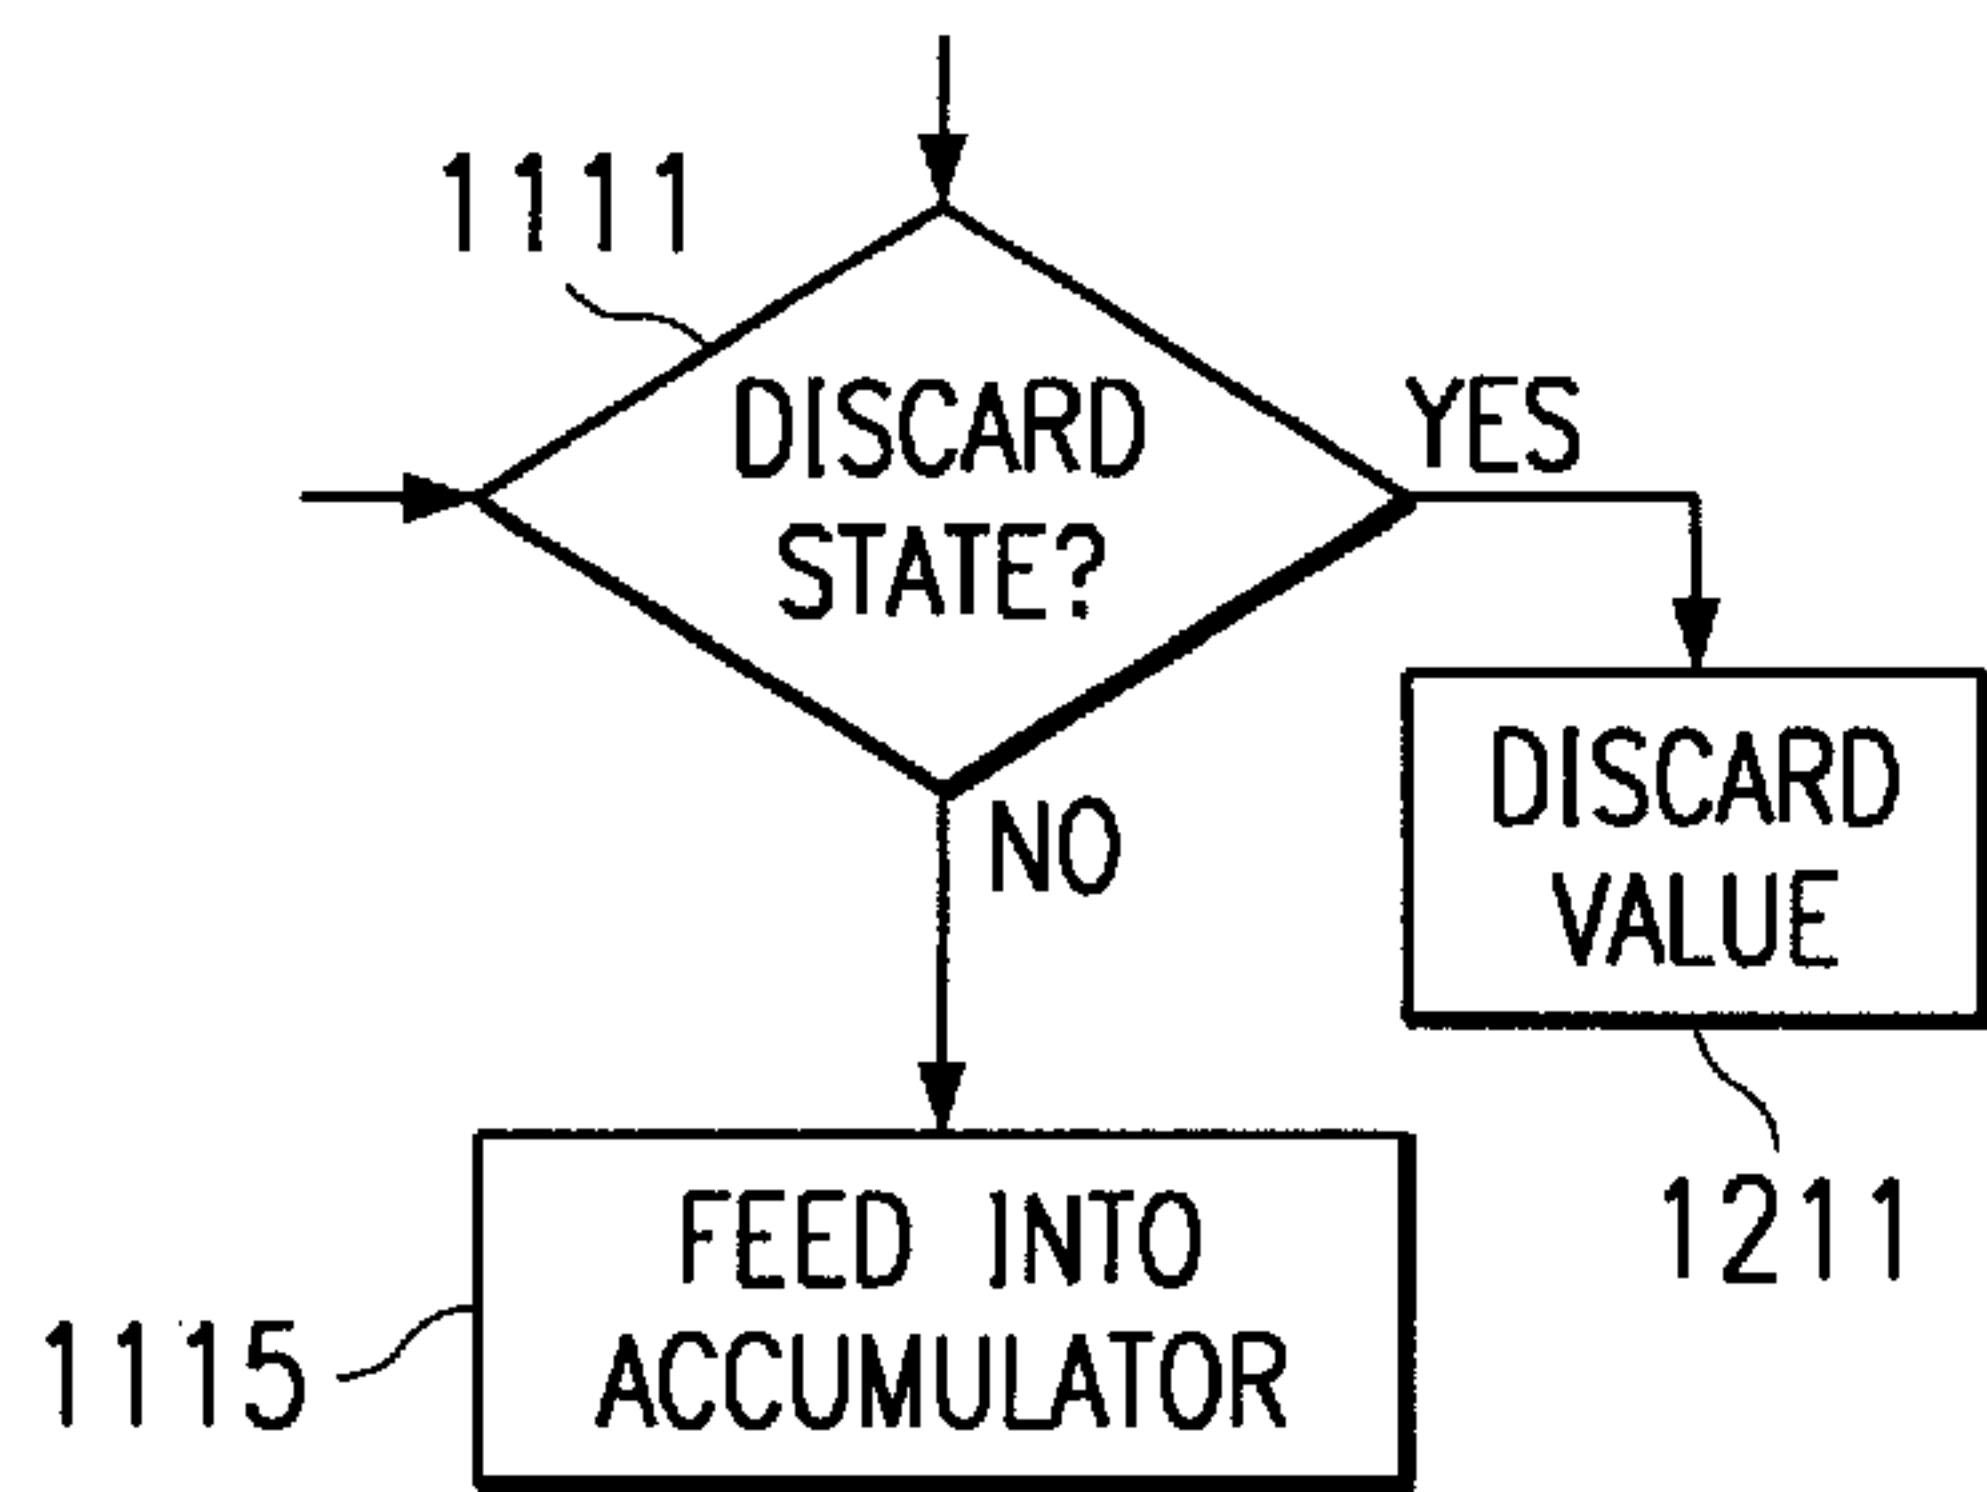 1111
DISCARD
STATE?
YES
NO
DISCARD
VALUE
1211
FEED INTO
ACCUMULATOR
1115